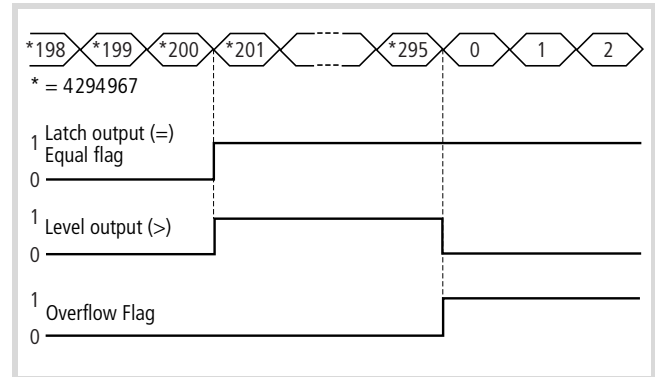 *198 *199 *200 *201 *295 0 1 2
* = 4294967
1 Latch output (=)
Equal flag
0
1 Level output (>)
0
1
Overflow Flag
0